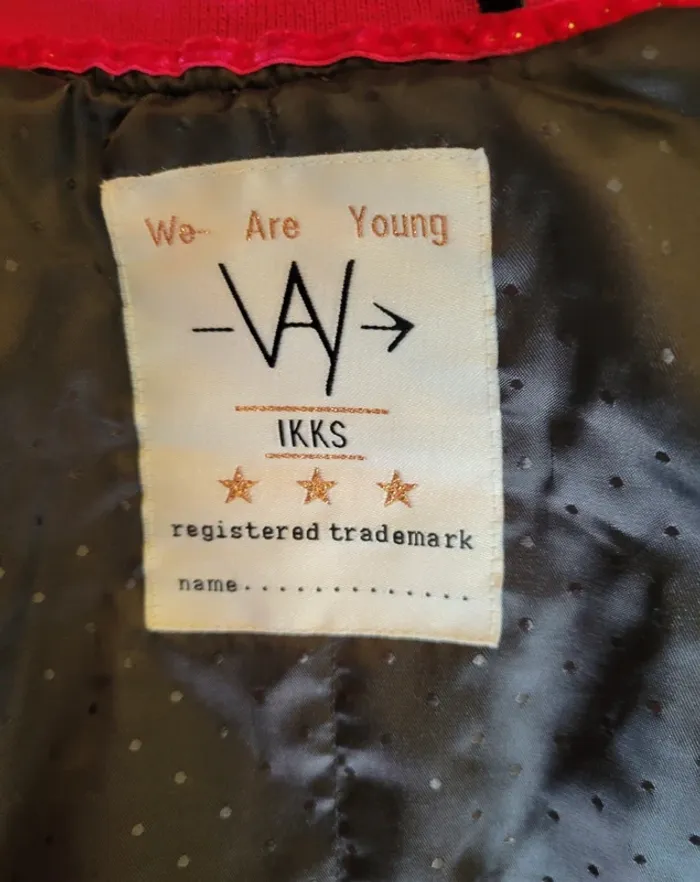 We Are Young
WAY
IKKS
registered trademark
name..............